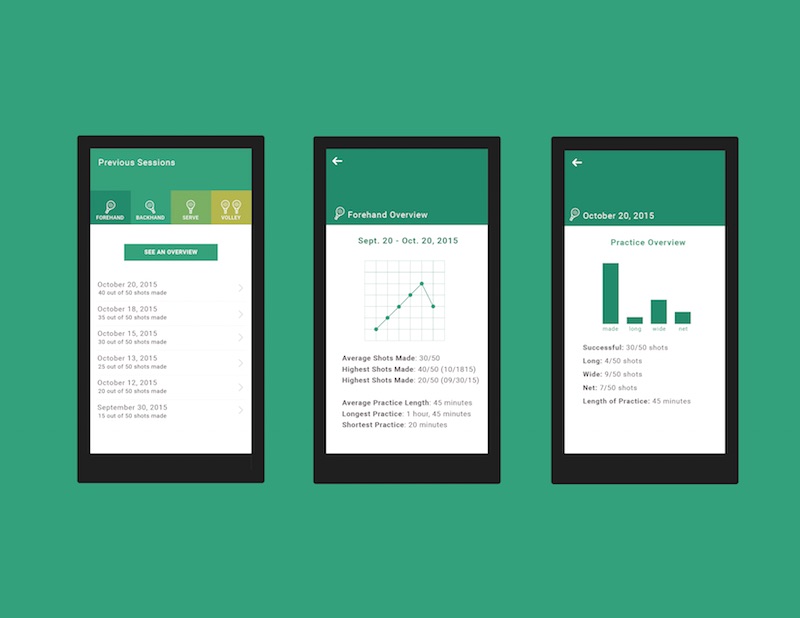 Previous Sessions
FOREHAND BACKHAND SERVE VOLLEY
SEE AN OVERVIEW
October 20, 2015
40 out of 50 shots made
October 18, 2015
35 out of 50 shots made
October 15, 2015
30 out of 50 shots made
October 13, 2015
25 out of 50 shots made
October 12, 2015
20 out of 50 shots made
September 30, 2015
15 out of 50 shots made
Forehand Overview
Sept. 20 - Oct. 20, 2015
Average Shots Made: 30/50
Highest Shots Made: 40/50 (10/1815)
Highest Shots Made: 20/50 (09/30/15)
Average Practice Length: 45 minutes
Longest Practice: 1 hour, 45 minutes
Shortest Practice: 20 minutes
October 20, 2015
Practice Overview
made long wide net
Successful: 30/50 shots
Long: 4/50 shots
Wide: 9/50 shots
Net: 7/50 shots
Length of Practice: 45 minutes